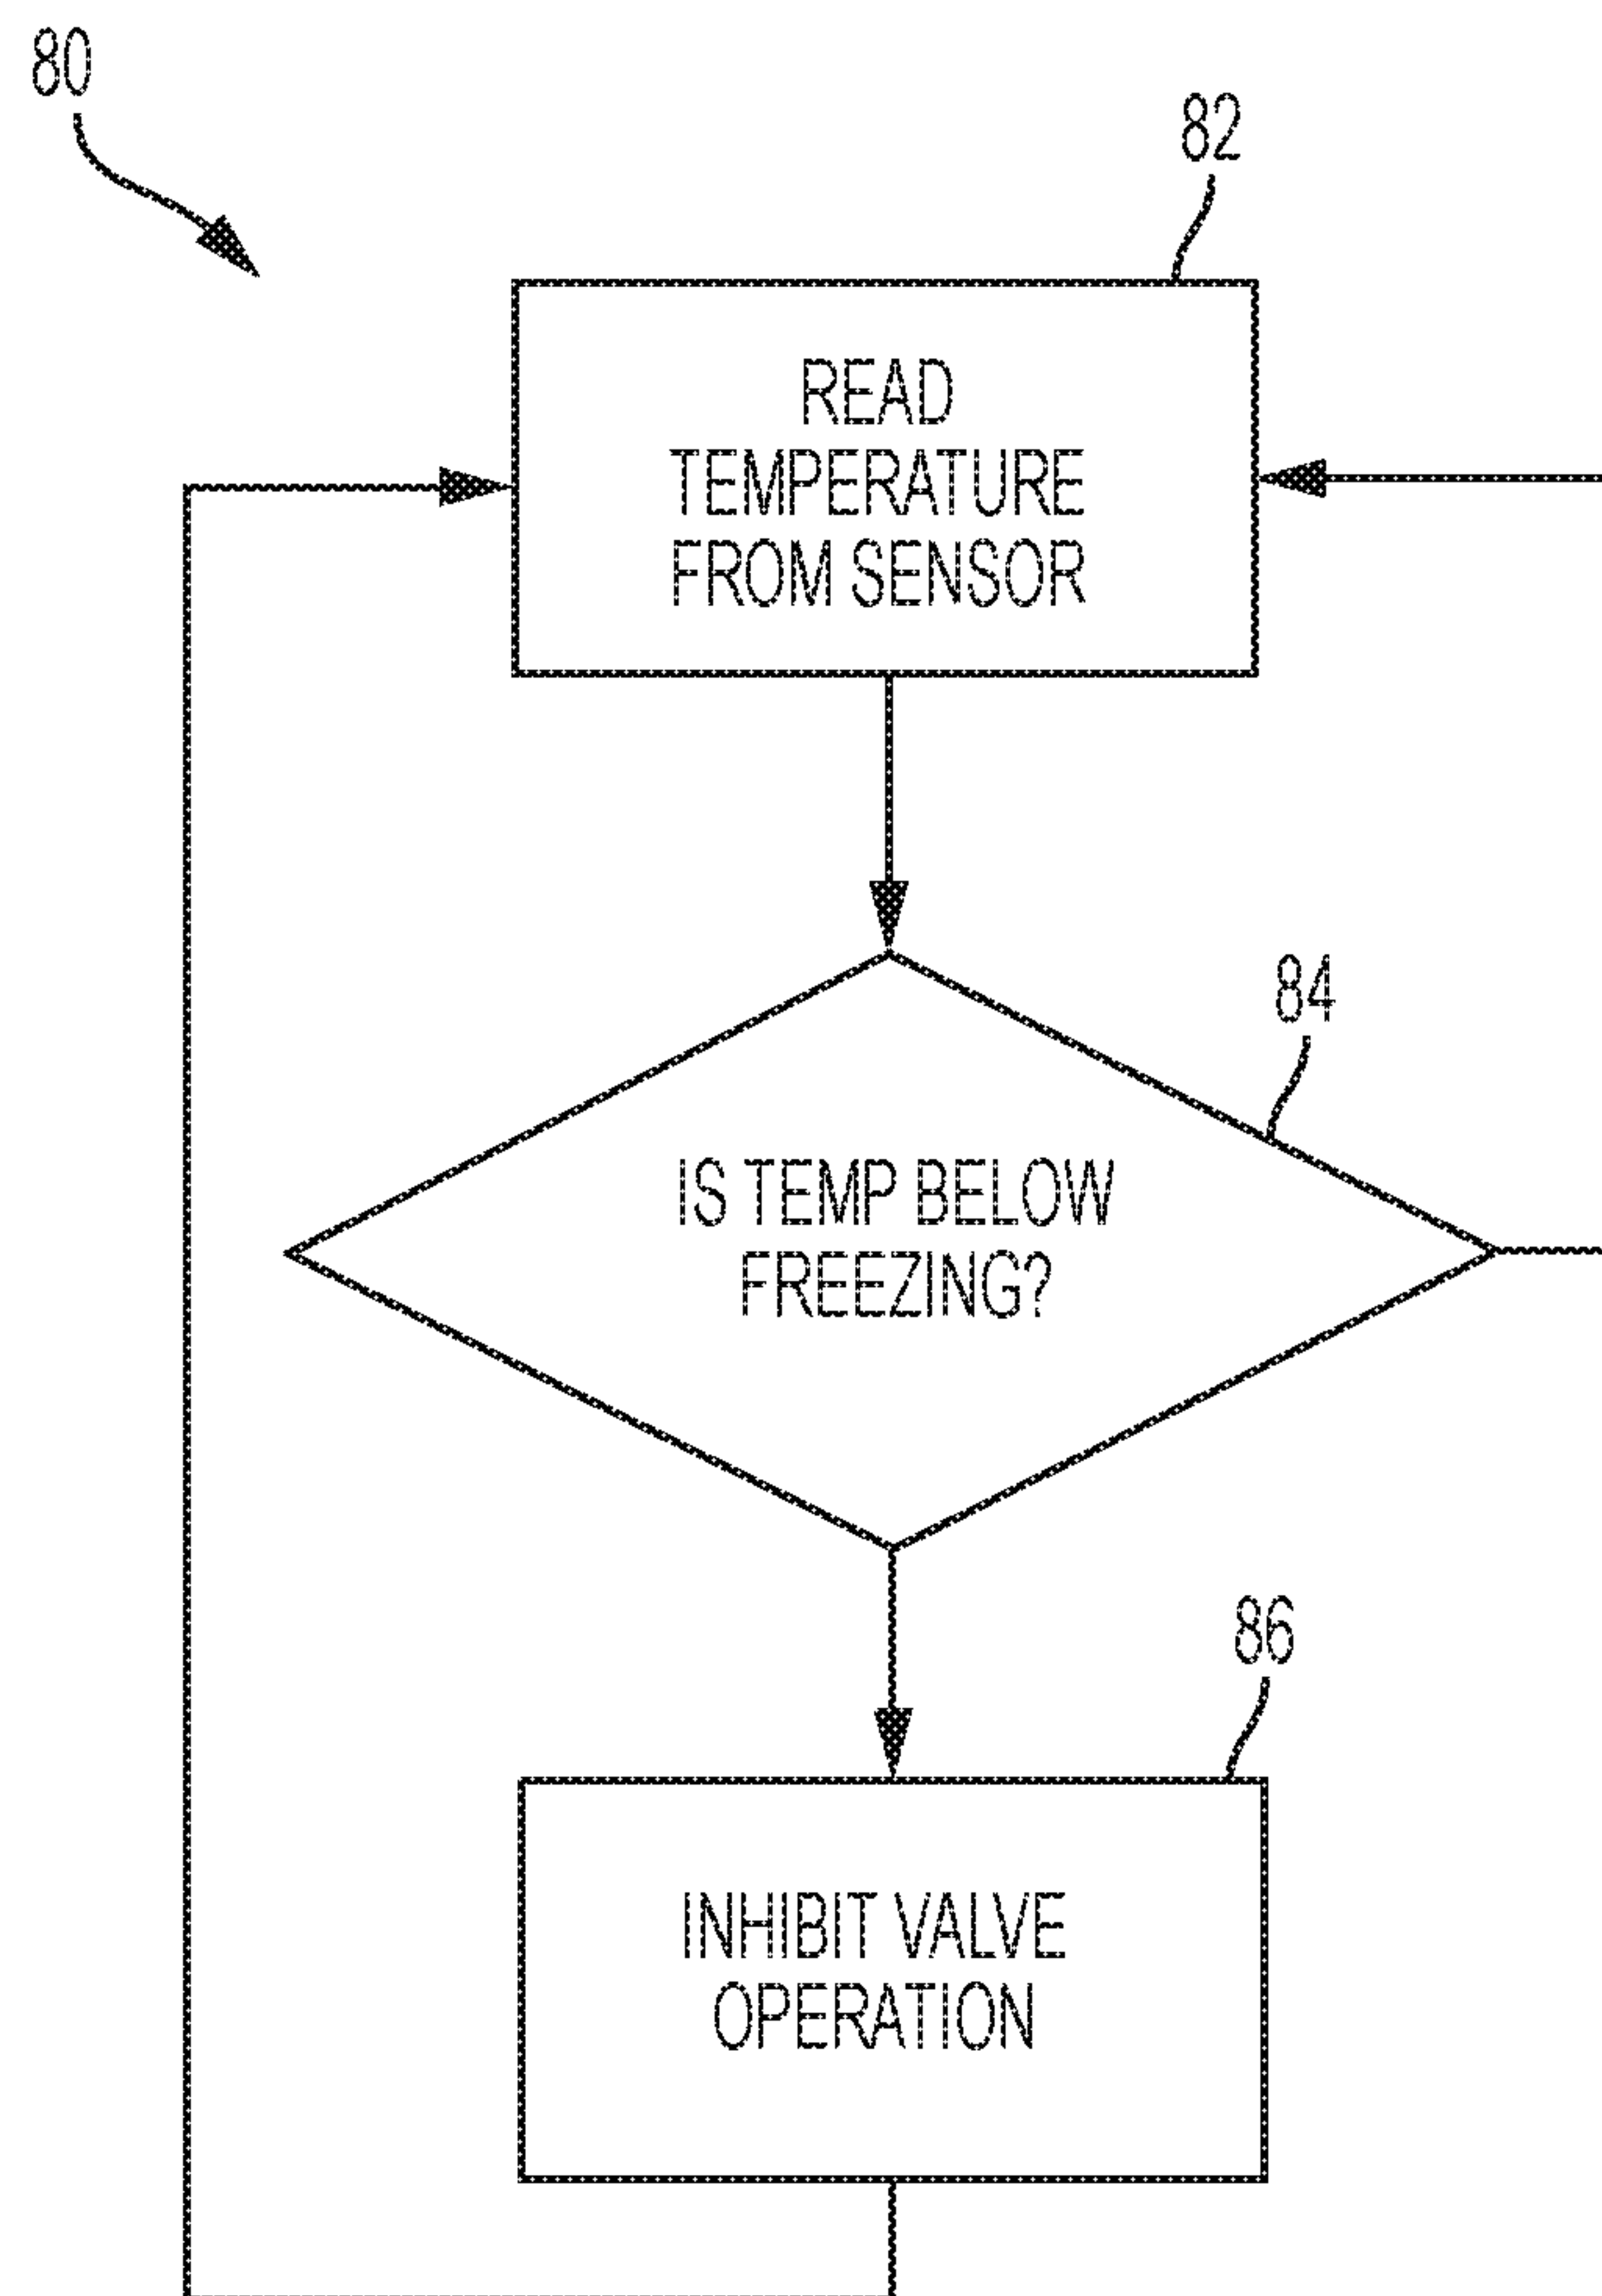 80
82
READ
TEMPERATURE
FROM SENSOR
84
IS TEMP BELOW
FREEZING?
86
INHIBIT VALVE
OPERATION